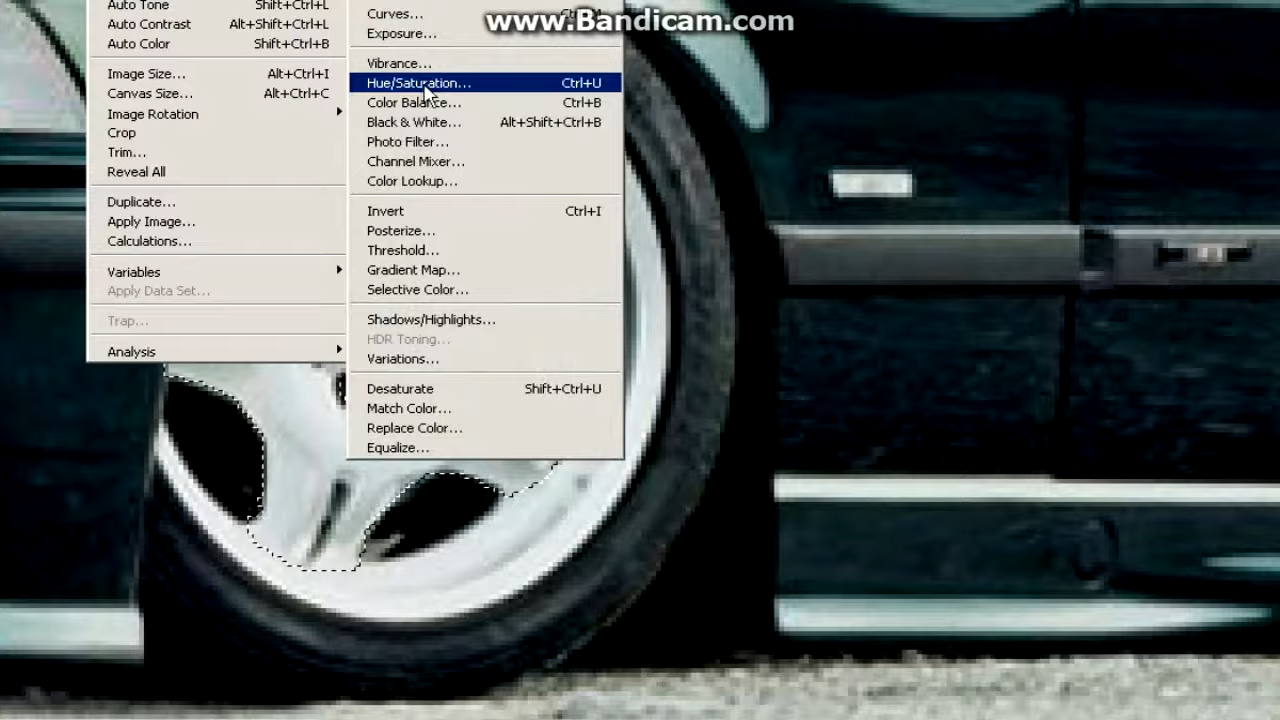 www.Bandicam.com
Auto Tone Shift+Ctrl+L
Auto Contrast Alt+Shift+Ctrl+L
Auto Color Shift+Ctrl+B
Image Size... Alt+Ctrl+I
Canvas Size... Alt+Ctrl+C
Image Rotation
Crop
Trim...
Reveal All
Duplicate...
Apply Image...
Calculations...
Variables
Apply Data Set...
Trap...
Analysis
Curves...
Exposure...
Vibrance...
Hue/Saturation... Ctrl+U
Color Balance... Ctrl+B
Black & White... Alt+Shift+Ctrl+B
Photo Filter...
Channel Mixer...
Color Lookup...
Invert Ctrl+I
Posterize...
Threshold...
Gradient Map...
Selective Color...
Shadows/Highlights...
HDR Toning...
Variations...
Desaturate Shift+Ctrl+U
Match Color...
Replace Color...
Equalize...